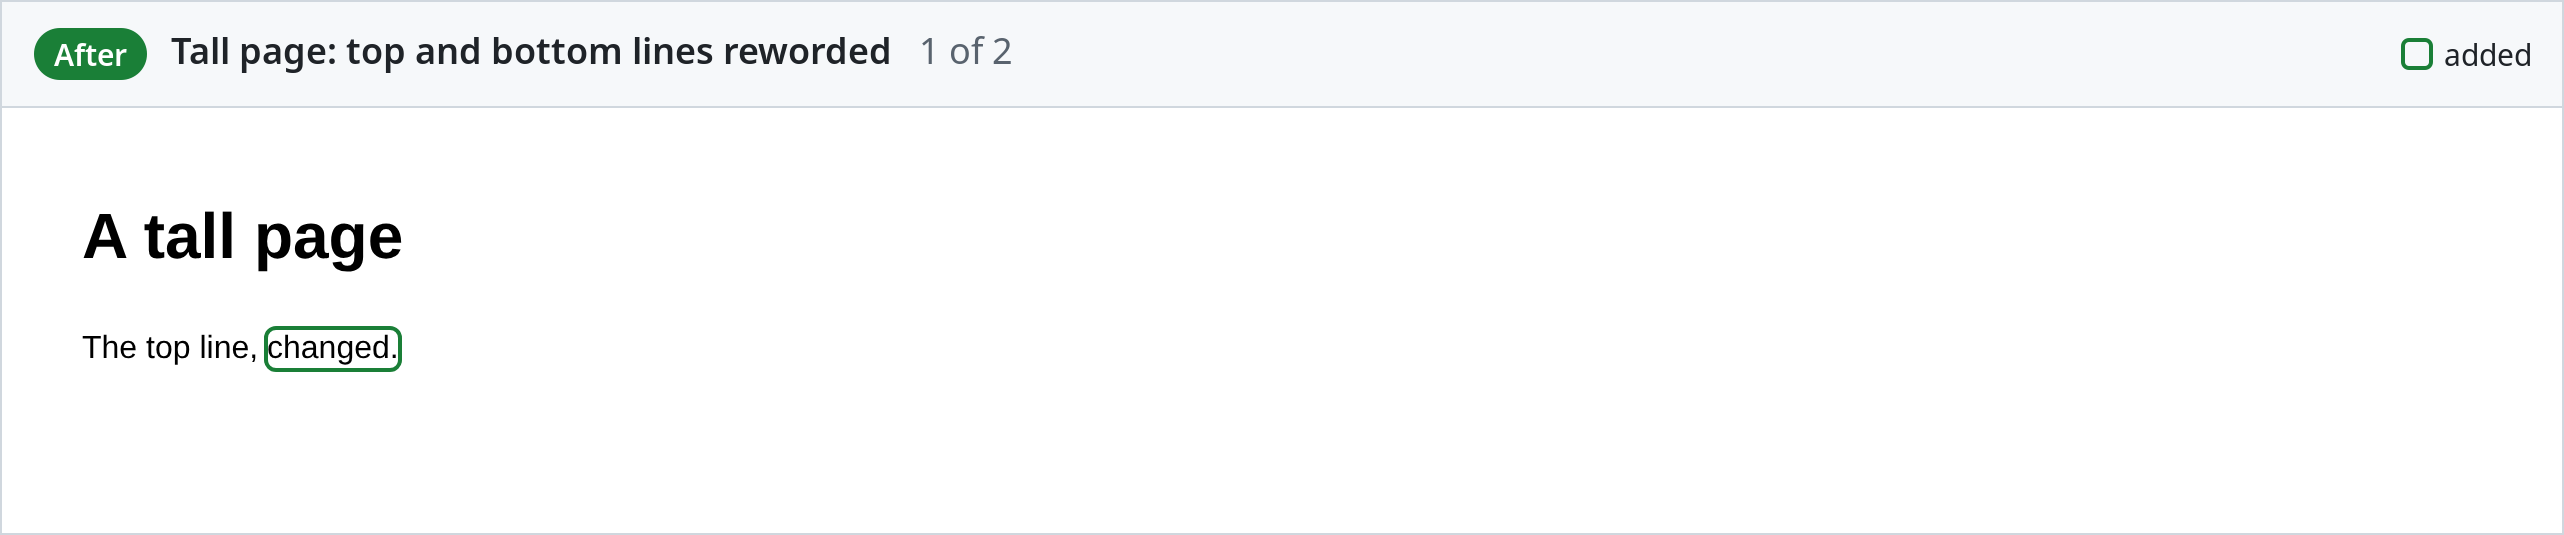 After Tall page: top and bottom lines reworded 1 of 2 added
A tall page
The top line, changed.